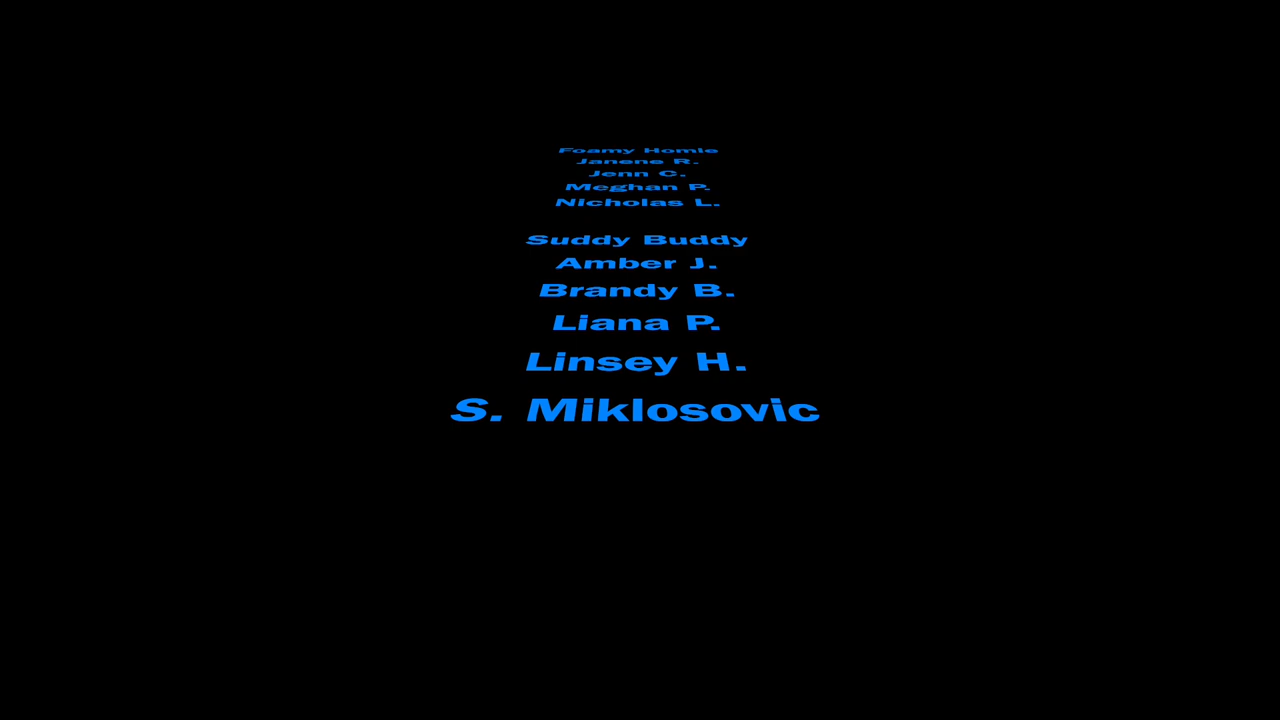 Foamy Homie
Janene R.
Jenn C.
Meghan P.
Nicholas L.
Suddy Buddy
Amber J.
Brandy B.
Liana P.
Linsey H.
S. Miklosovic